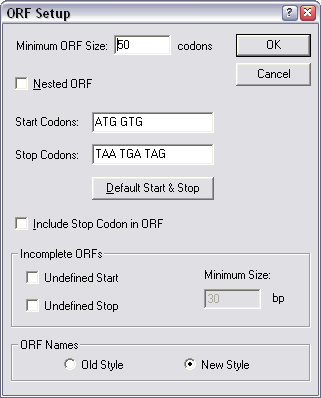 ORF Setup
Minimum ORF Size: 50 codons
OK
Cancel
Nested ORF
Start Codons: ATG GTG
Stop Codons: TAA TGA TAG
Default Start & Stop
Include Stop Codon in ORF
Incomplete ORFs
Undefined Start
Minimum Size:
Undefined Stop
30 bp
ORF Names
Old Style
New Style